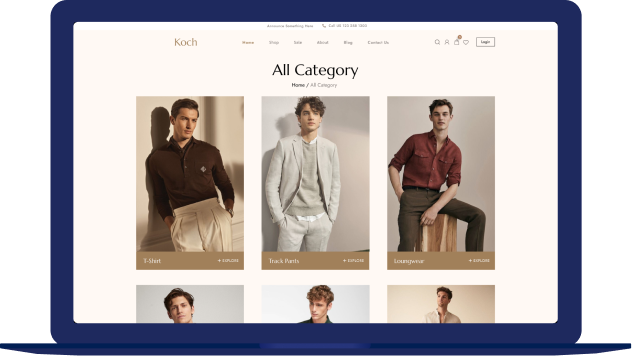 Announce Something Here Call Us 123 456 7890
Koch Home Shop Sale About Blog Contact Us Login
All Category
Home / All Category
T-Shirt + EXPLORE
Track Pants + EXPLORE
Loungwear + EXPLORE